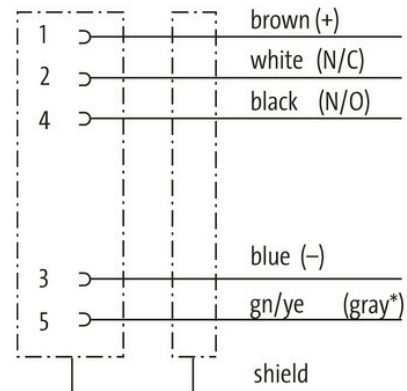 1 brown (+)
2 white (N/C)
4 black (N/O)
3 blue (–)
5 gn/ye (gray*)
shield